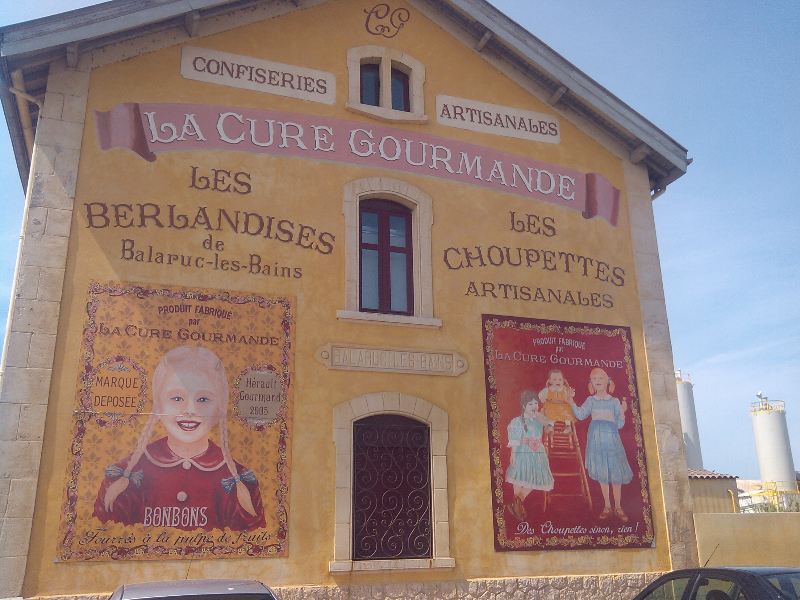 CG
CONFISERIES
ARTISANALES
LA CURE GOURMANDE
LES
BERLANDISES
de
Balaruc-les-Bains
LES
CHOUPETTES
ARTISANALES
BALARUC LES BAINS
PRODUIT FABRIQUÉ
par
LA CURE GOURMANDE
MARQUE
DEPOSÉE
Hérault
Gourmand
2005
BONBONS
Fourrés à la pulpe de fruits
PRODUIT FABRIQUÉ
par
LA CURE GOURMANDE
Des Choupettes sinon, rien !